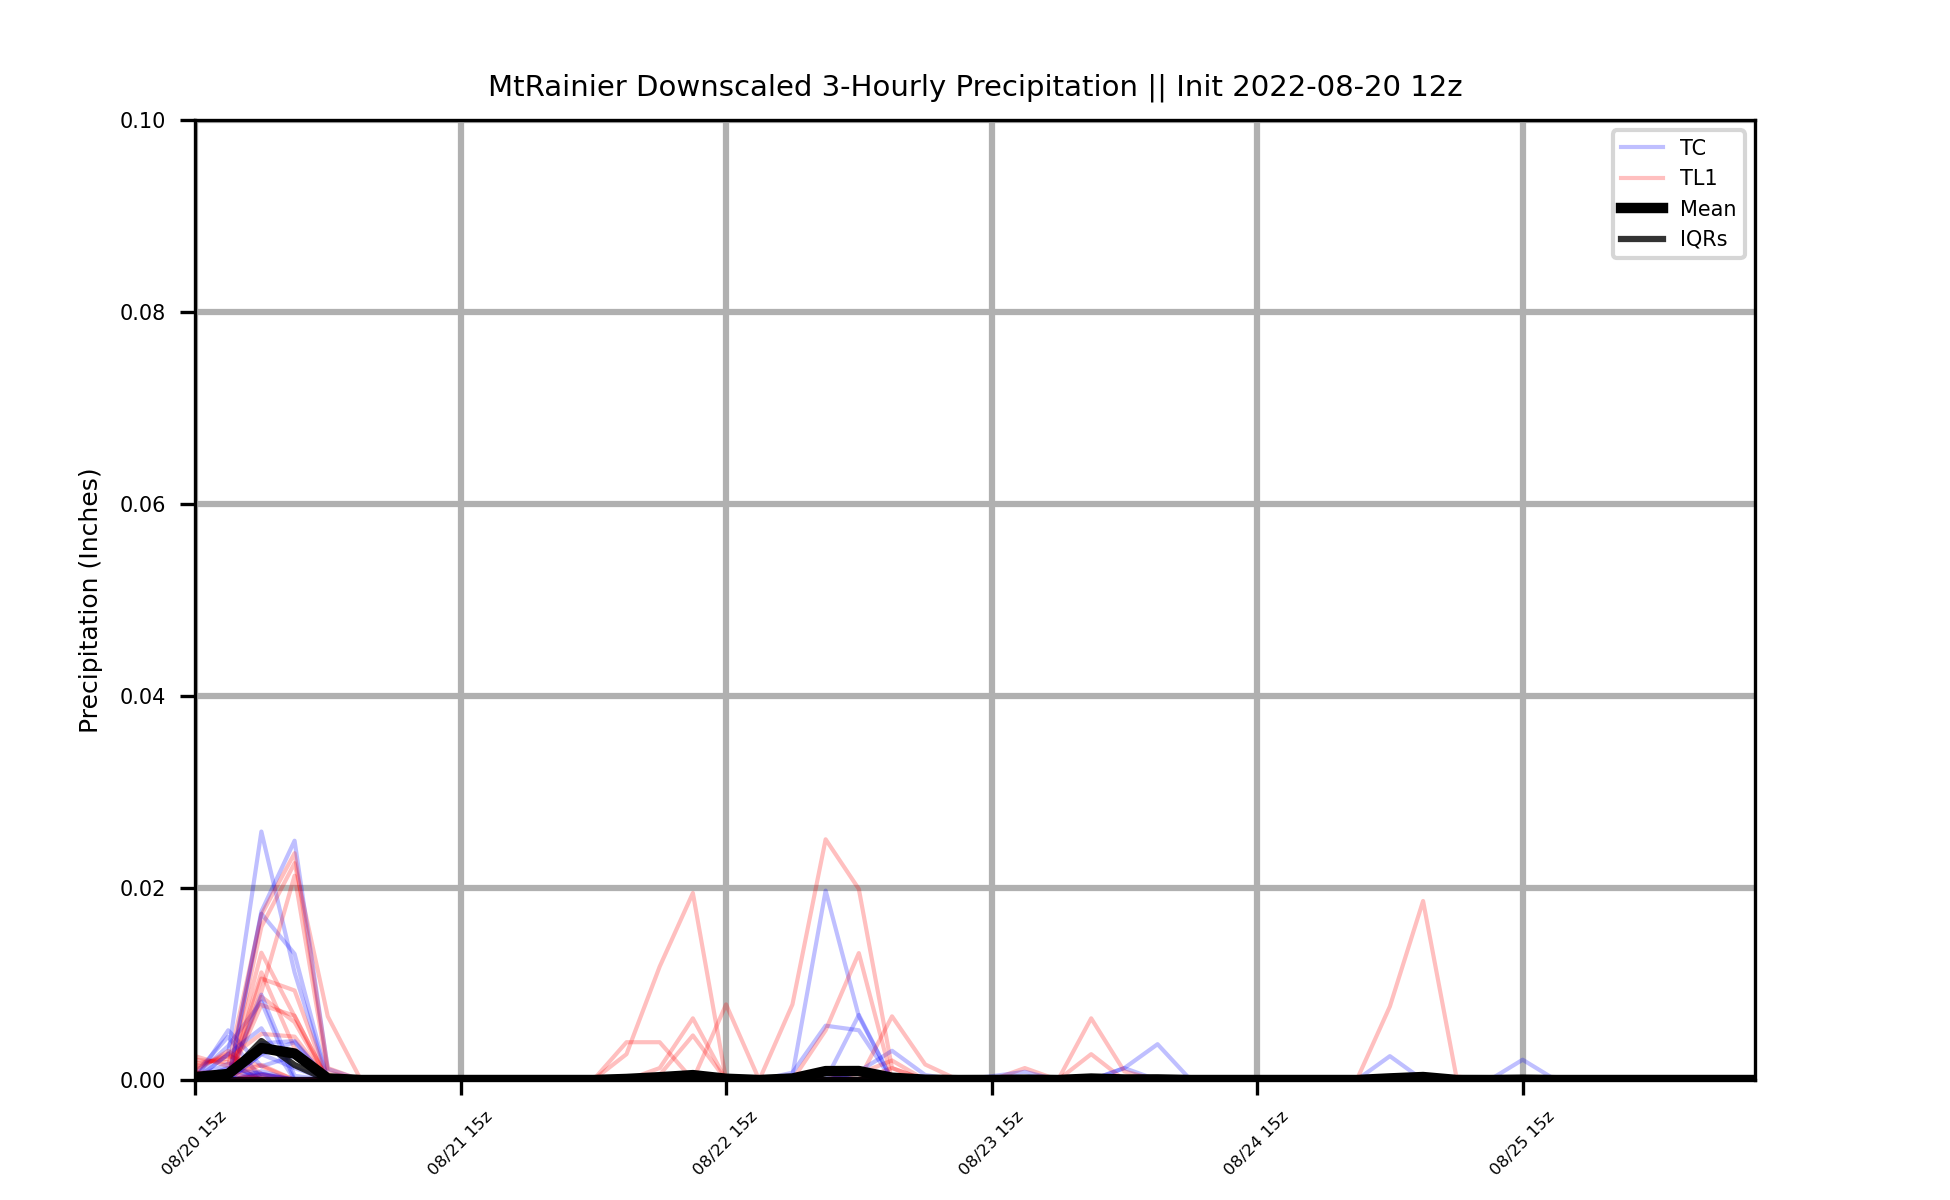 MtRainier Downscaled 3-Hourly Precipitation || Init 2022-08-20 12z
0.10
0.08
0.06
0.04
0.02
0.00
Precipitation (Inches)
TC
TL1
Mean
IQRs
08/20 15z
08/21 15z
08/22 15z
08/23 15z
08/24 15z
08/25 15z